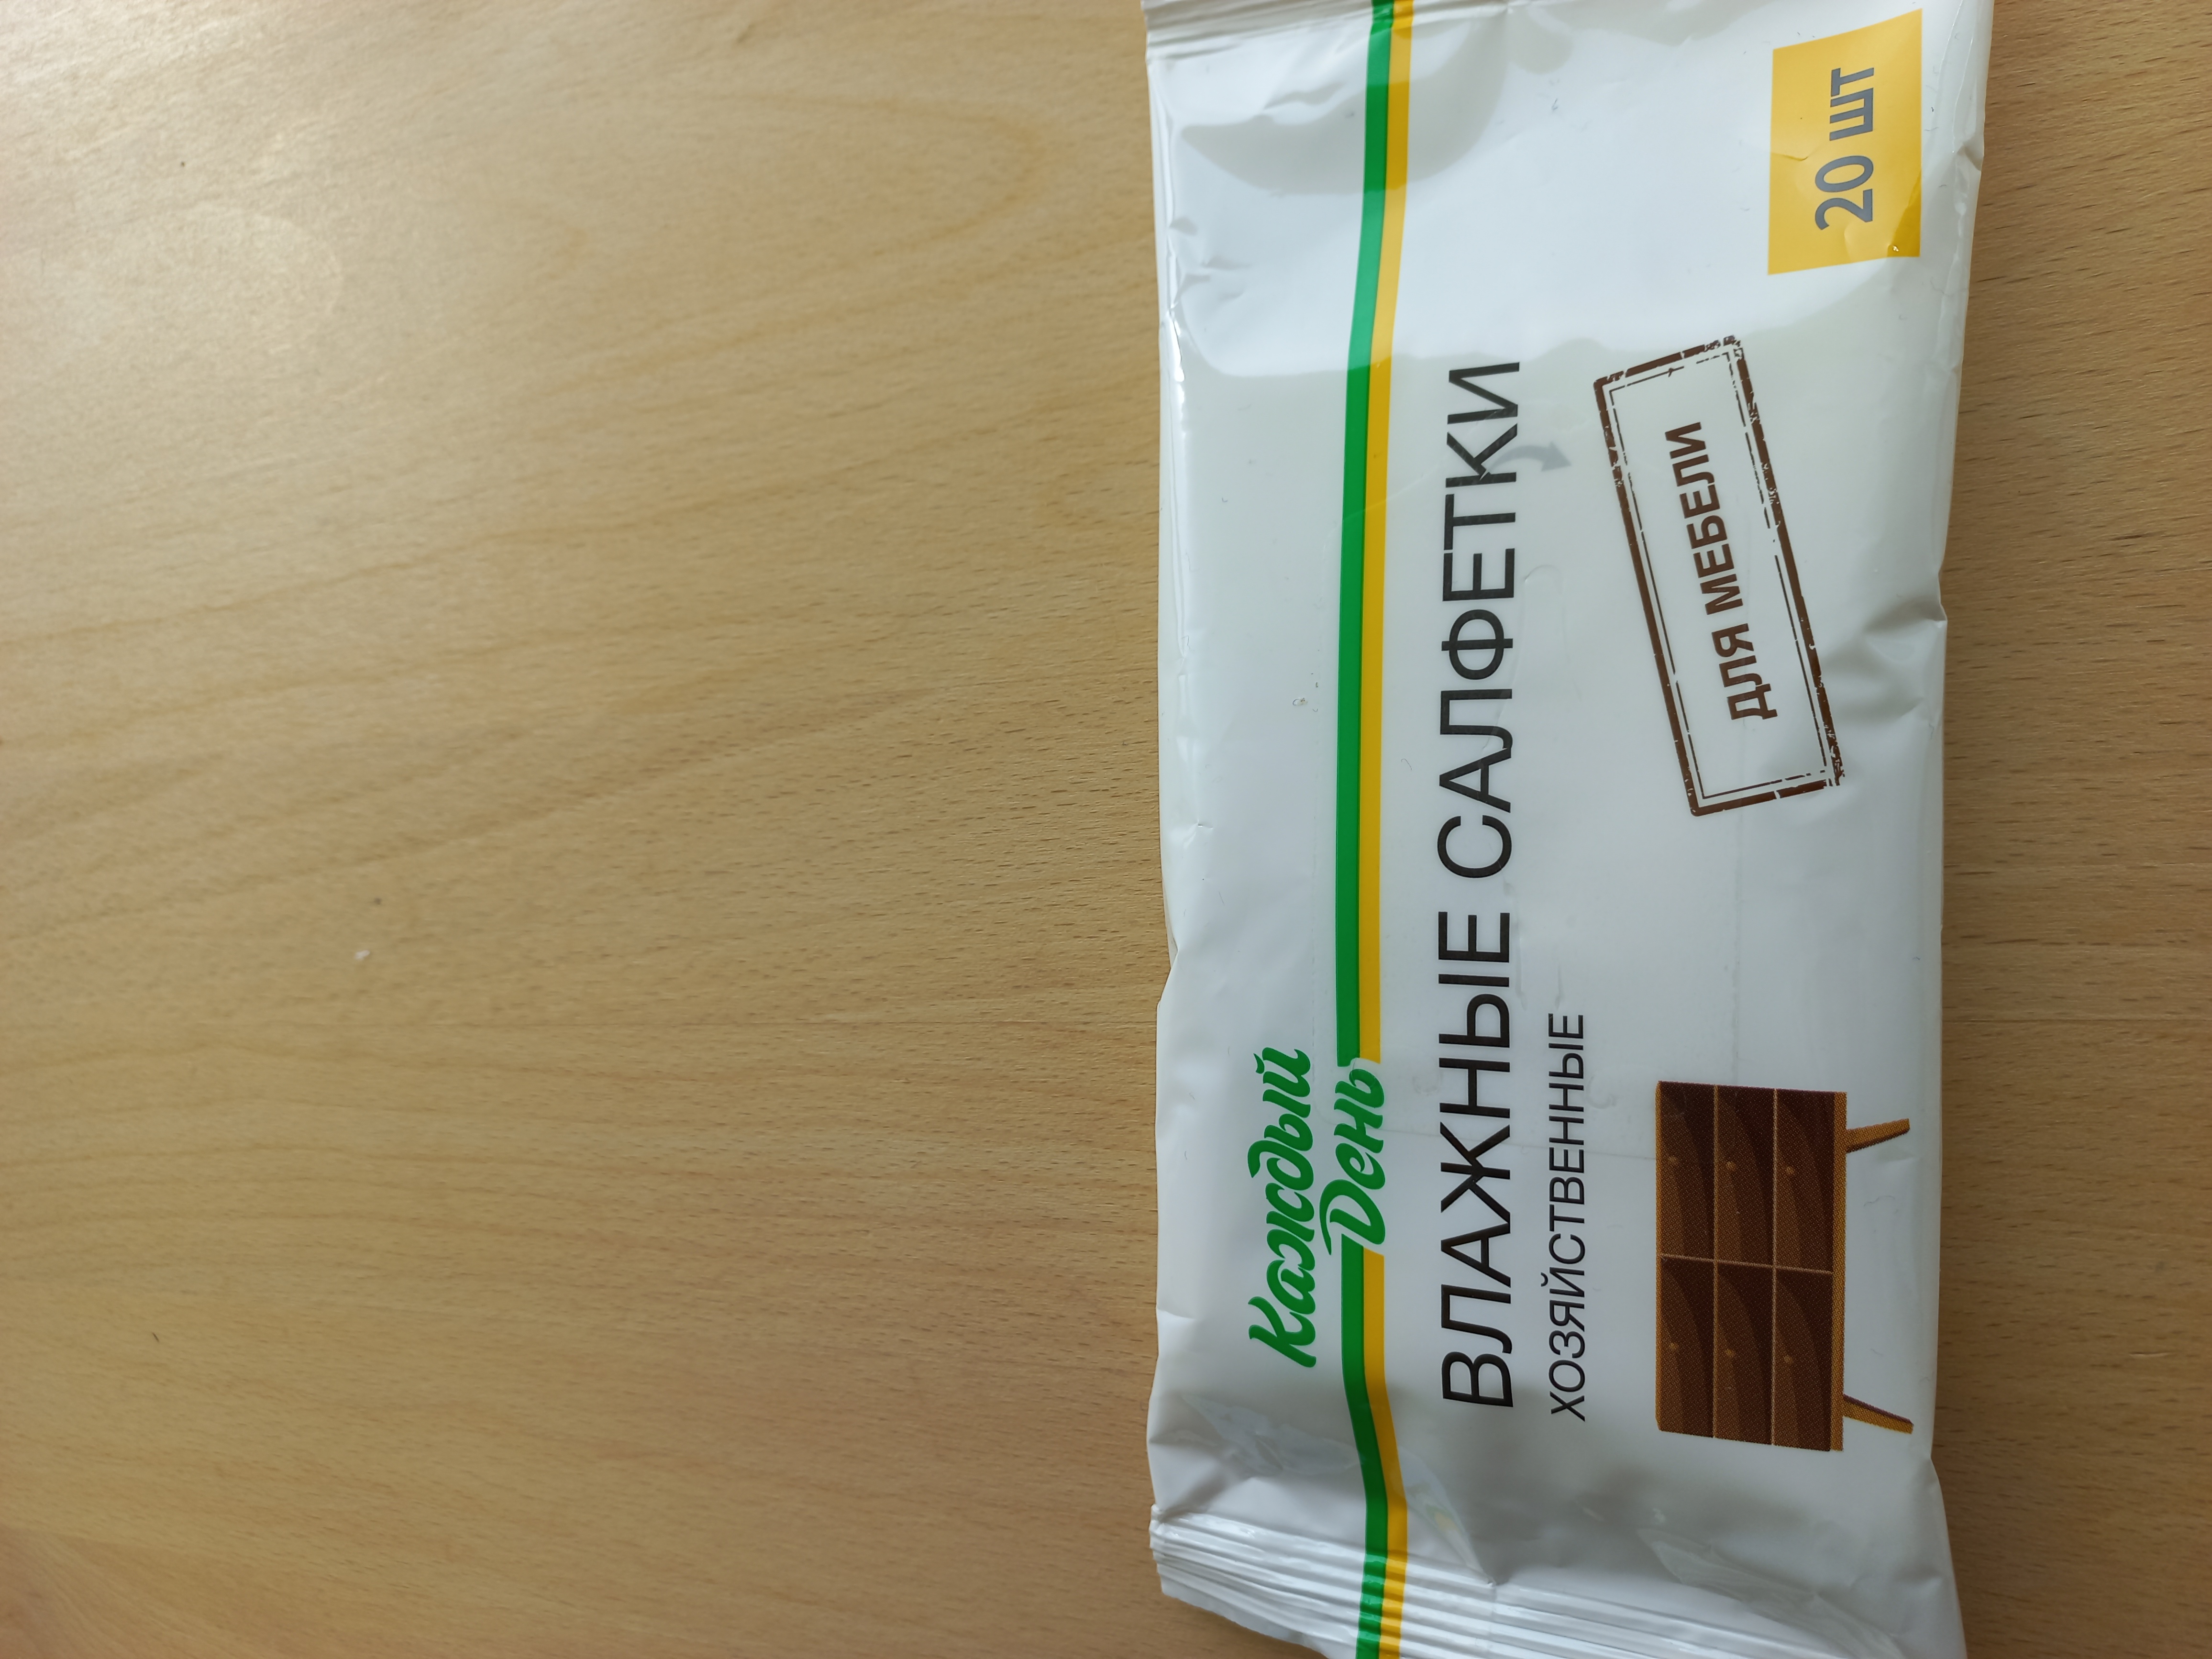 Каждый
День
ВЛАЖНЫЕ САЛФЕТКИ
ХОЗЯЙСТВЕННЫЕ
ДЛЯ МЕБЕЛИ
20 ШТ